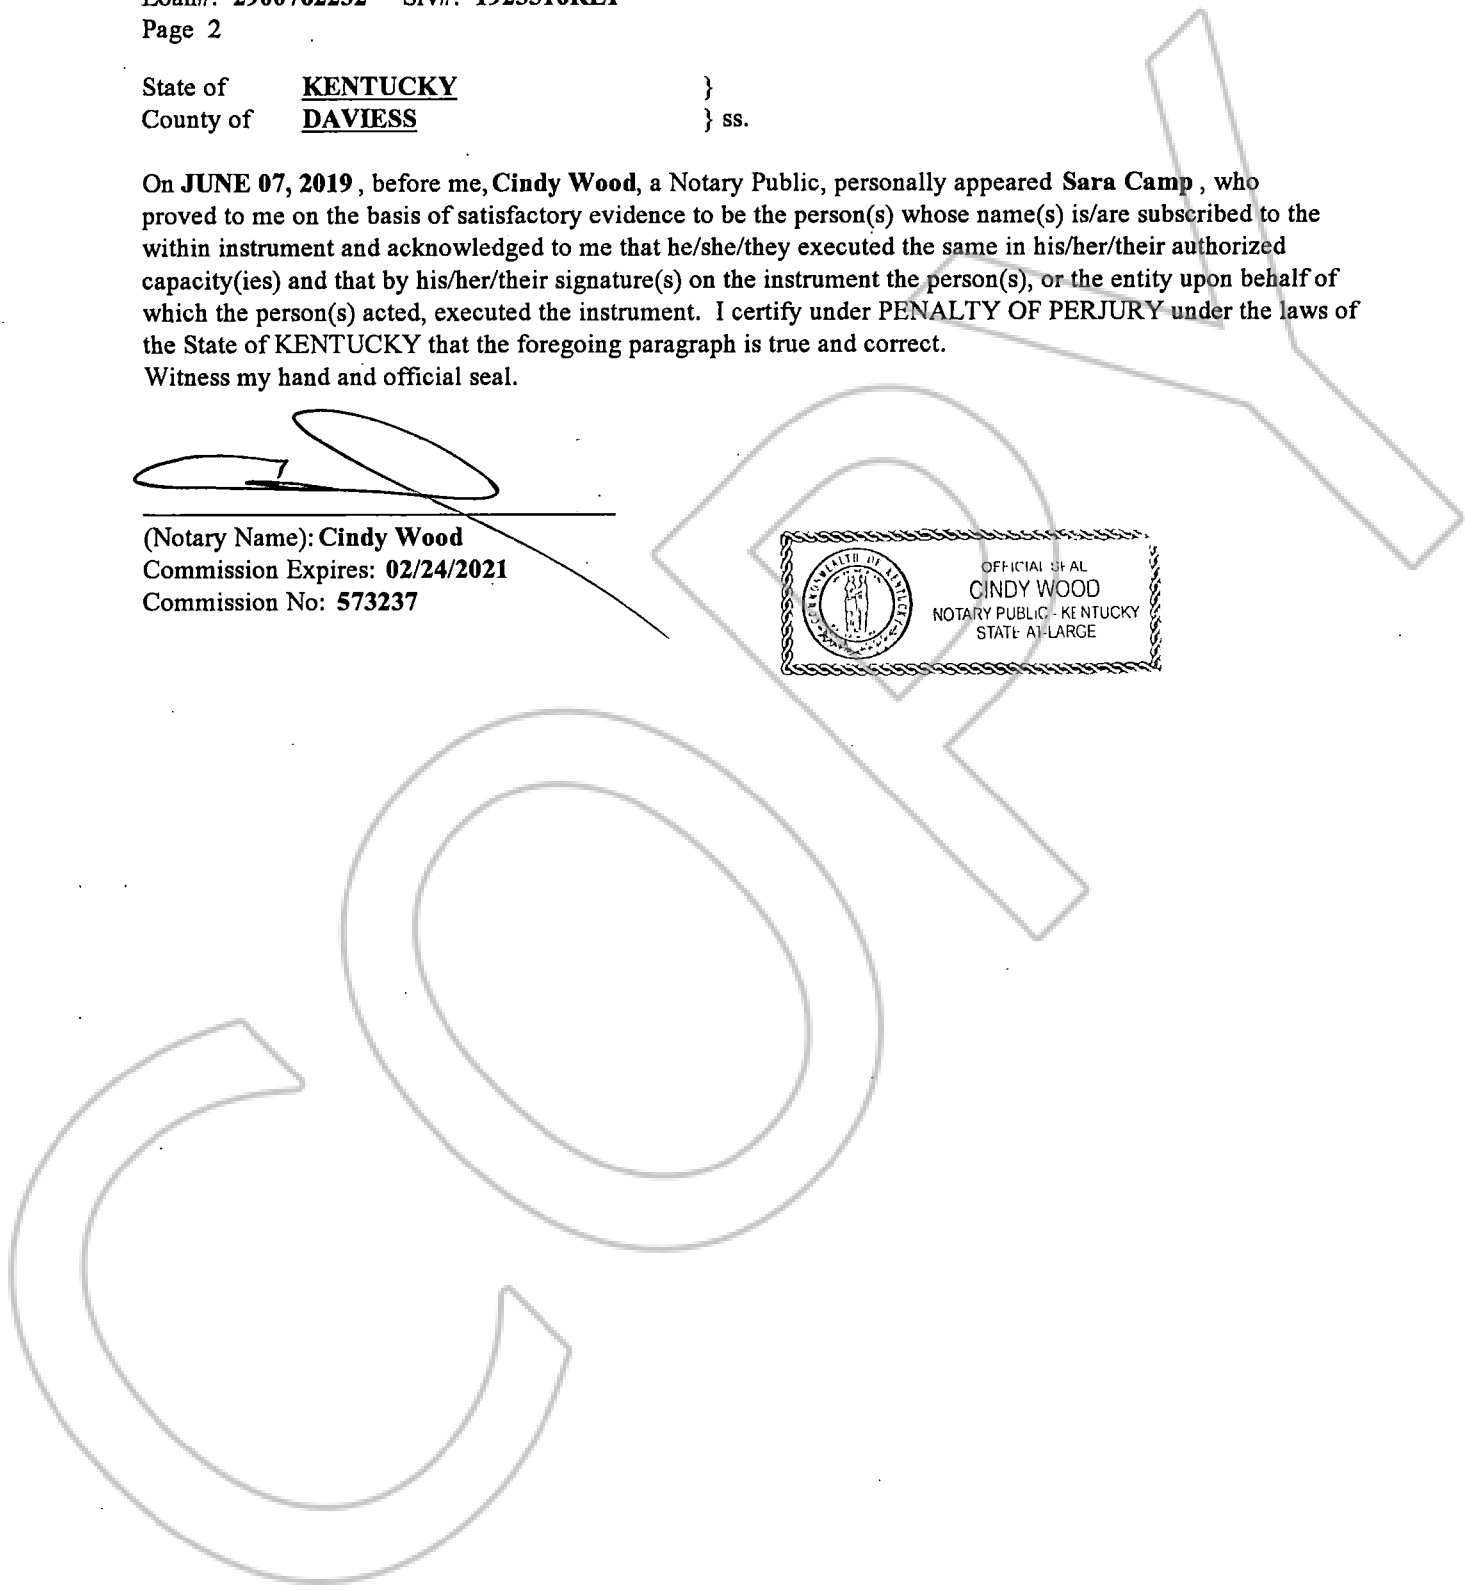 Page 2
State of KENTUCKY }
County of DAVIESS } ss.
On JUNE 07, 2019 , before me, Cindy Wood, a Notary Public, personally appeared Sara Camp , who
proved to me on the basis of satisfactory evidence to be the person(s) whose name(s) is/are subscribed to the
within instrument and acknowledged to me that he/she/they executed the same in his/her/their authorized
capacity(ies) and that by his/her/their signature(s) on the instrument the person(s), or the entity upon behalf of
which the person(s) acted, executed the instrument. I certify under PENALTY OF PERJURY under the laws of
the State of KENTUCKY that the foregoing paragraph is true and correct.
Witness my hand and official seal.
(Notary Name): Cindy Wood
Commission Expires: 02/24/2021
Commission No: 573237
COMMONWEALTH OF KENTUCKY
OFFICIAL SEAL
CINDY WOOD
NOTARY PUBLIC - KENTUCKY
STATE AT-LARGE
COPY